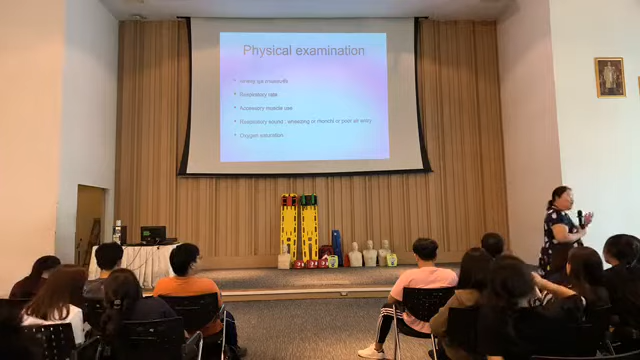 Physical examination
• Respiratory rate
• Accessory muscle use
• Respiratory sound : wheezing or rhonchi or poor air entry
• Oxygen saturation